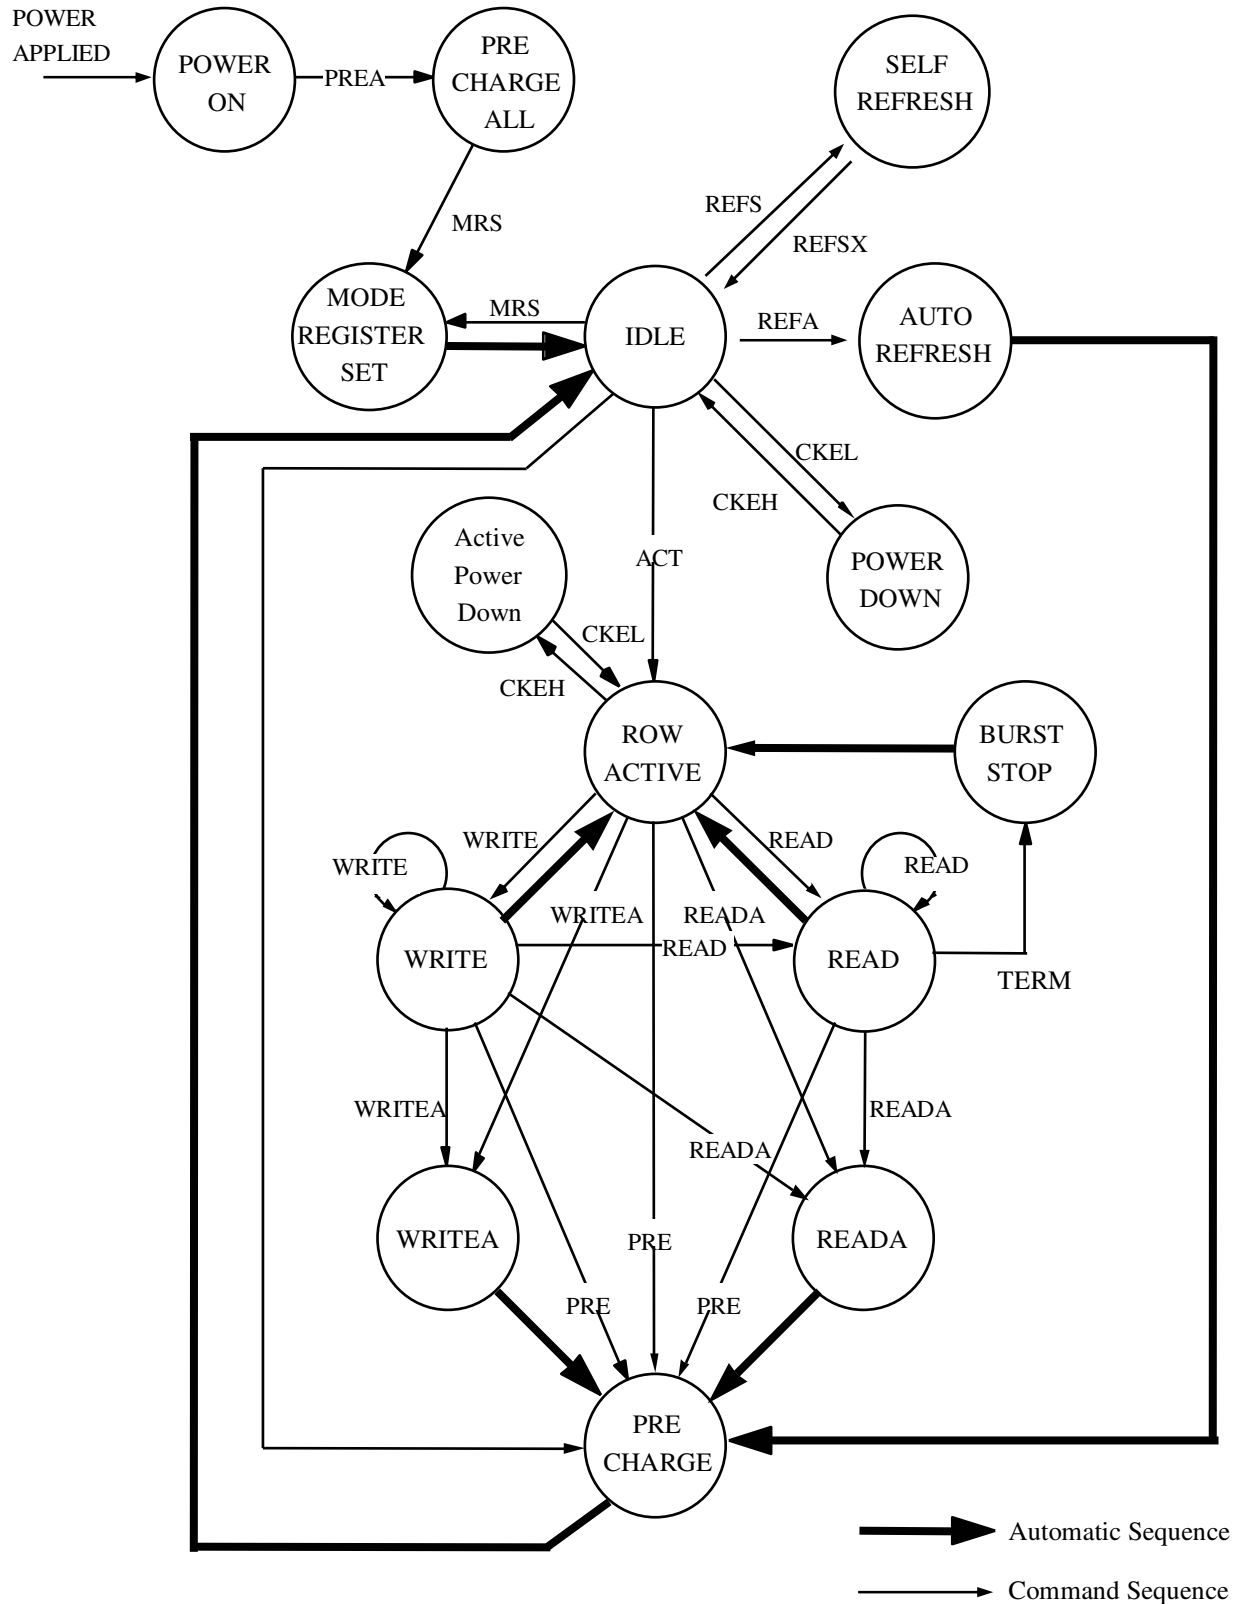 POWER
APPLIED
POWER
ON
PREA
PRE
CHARGE
ALL
SELF
REFRESH
MRS
REFS
REFSX
MODE
REGISTER
SET
MRS
IDLE
REFA
AUTO
REFRESH
CKEL
CKEH
Active
Power
Down
ACT
POWER
DOWN
CKEL
CKEH
ROW
ACTIVE
BURST
STOP
WRITE
READ
WRITE
READ
WRITEA
READA
WRITE
READ
READ
TERM
WRITEA
READA
READA
WRITEA
READA
PRE
PRE
PRE
PRE
CHARGE
Automatic Sequence
Command Sequence